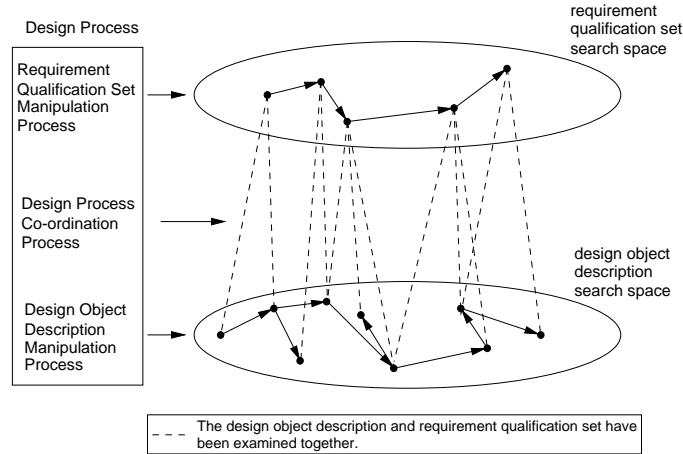 Design Process
requirement
qualification set
search space
Requirement
Qualification Set
Manipulation
Process
Design Process
Co-ordination
Process
design object
description
search space
Design Object
Description
Manipulation
Process
The design object description and requirement qualification set have
been examined together.